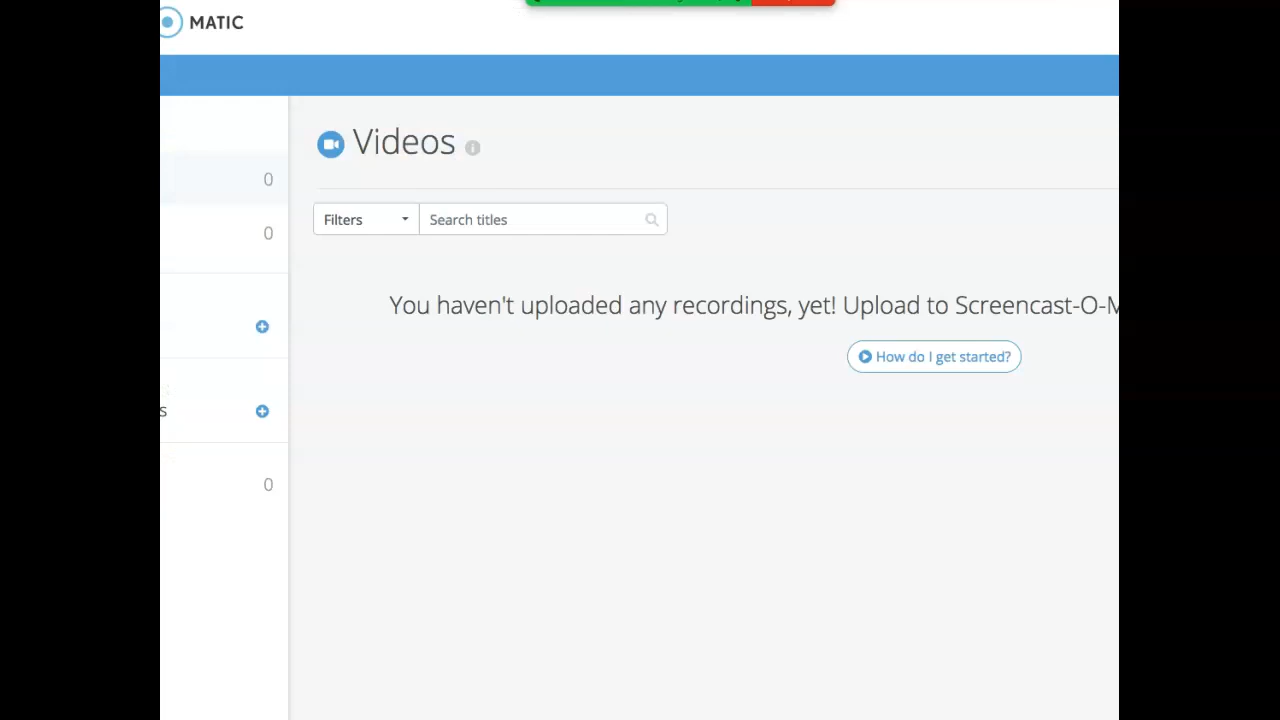 MATIC
Videos
0
Filters
Search titles
0
You haven't uploaded any recordings, yet! Upload to Screencast-O-M
How do I get started?
s
0